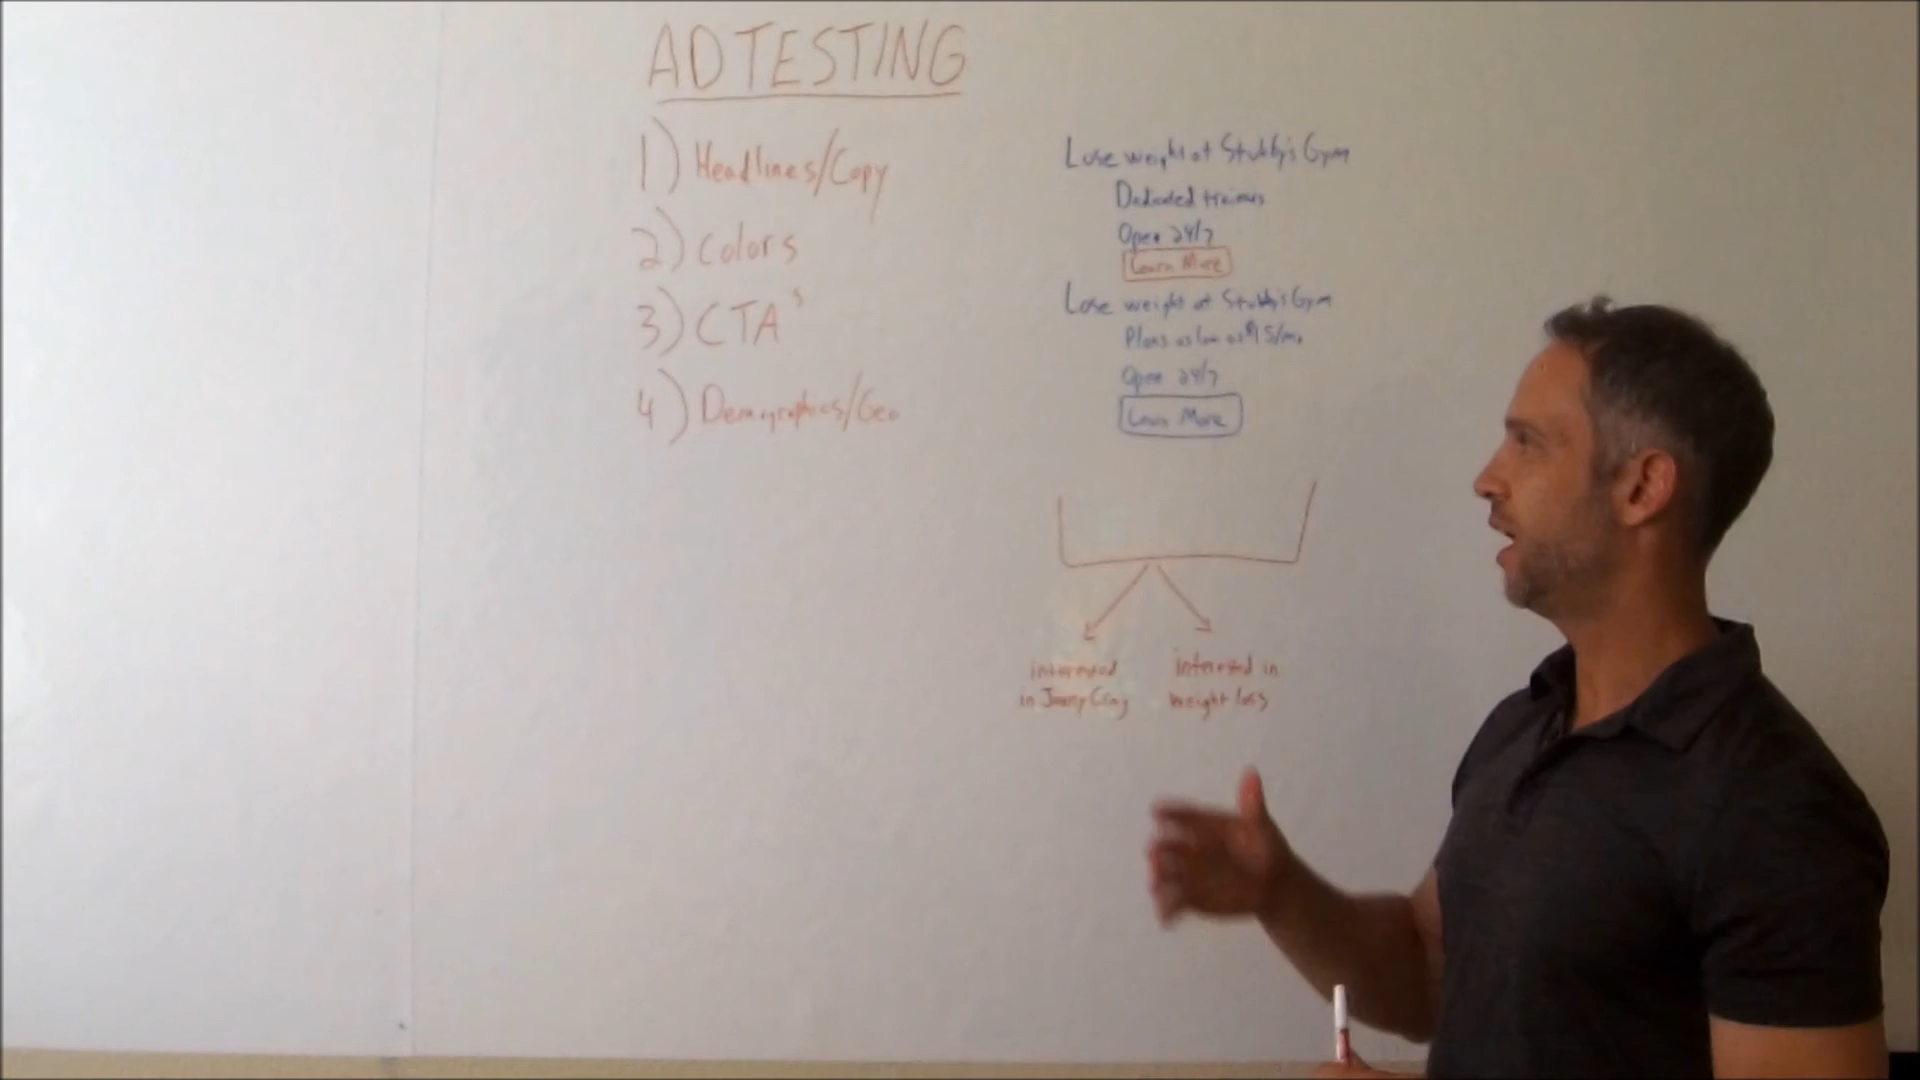 AD TESTING
1) Headlines/Copy
2) Colors
3) CTA's
4) Demographics/Geo
Lose weight at Stubby's Gym
Dedicated trainers
Open 24/7
Learn More
Lose weight at Stubby's Gym
Plans as low as $15/mo
Open 24/7
Learn More
interested
in Jenny Cray
interested in
weight loss